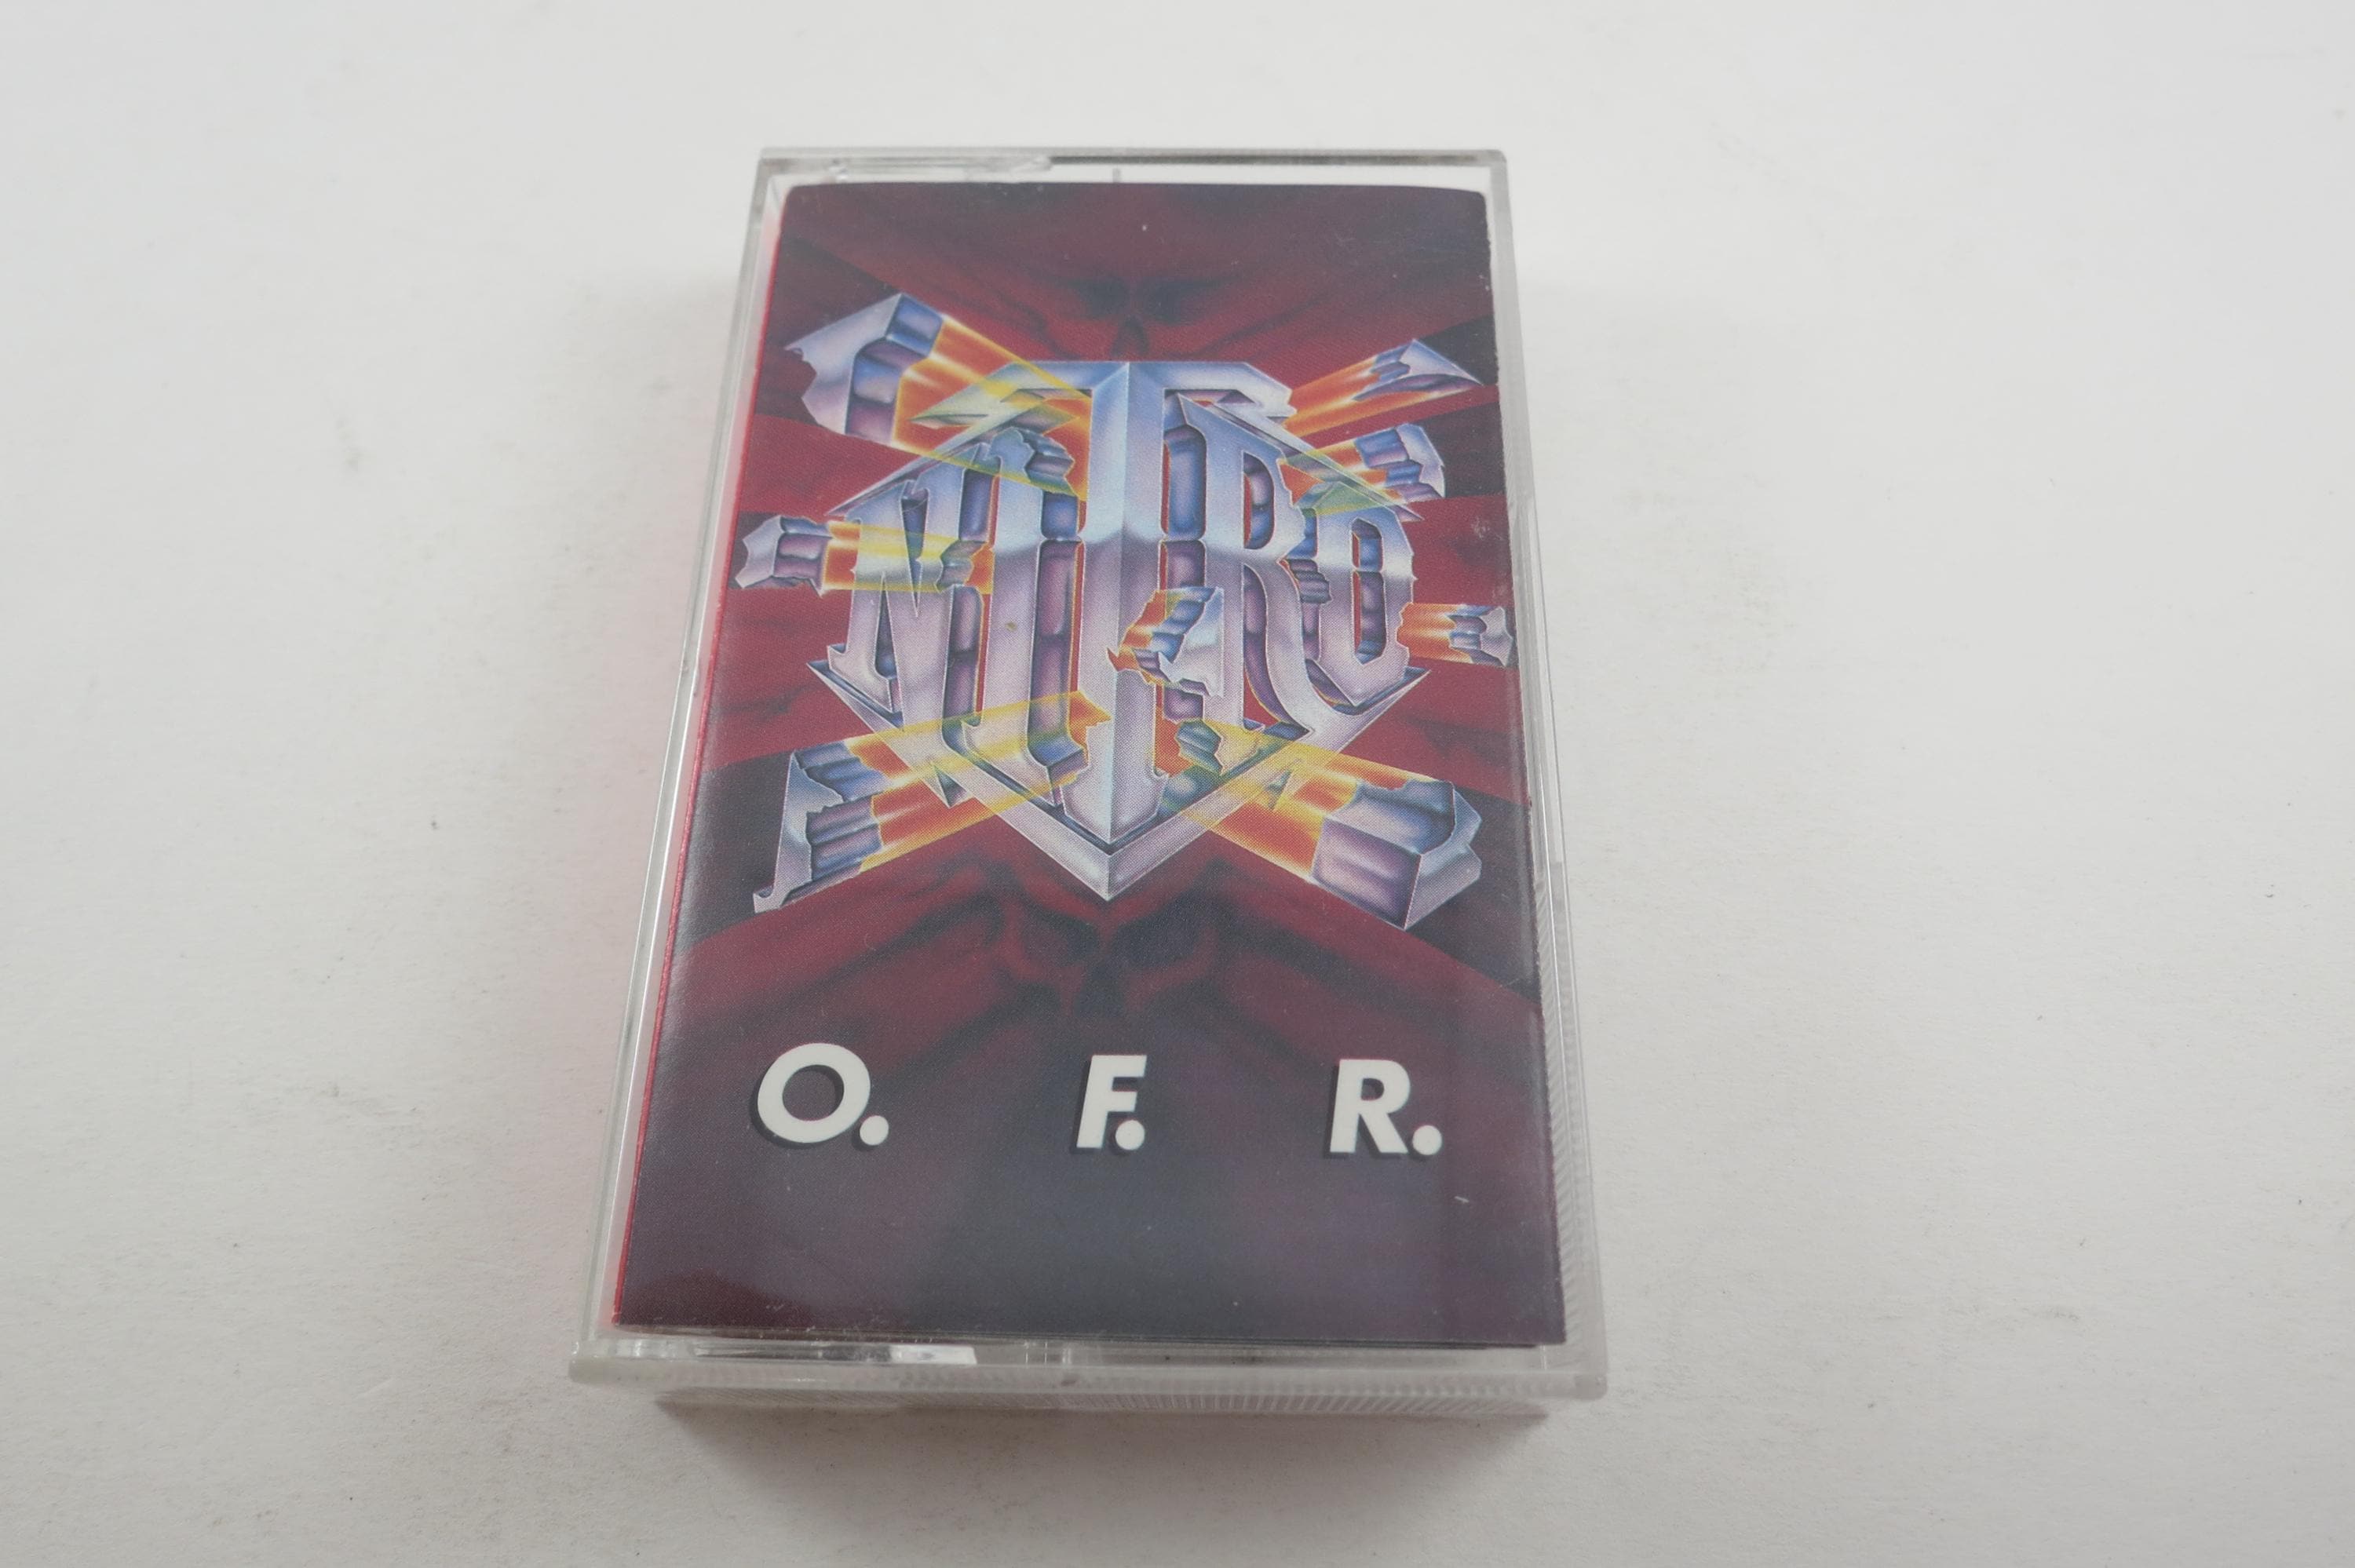 NITRO
O. F. R.